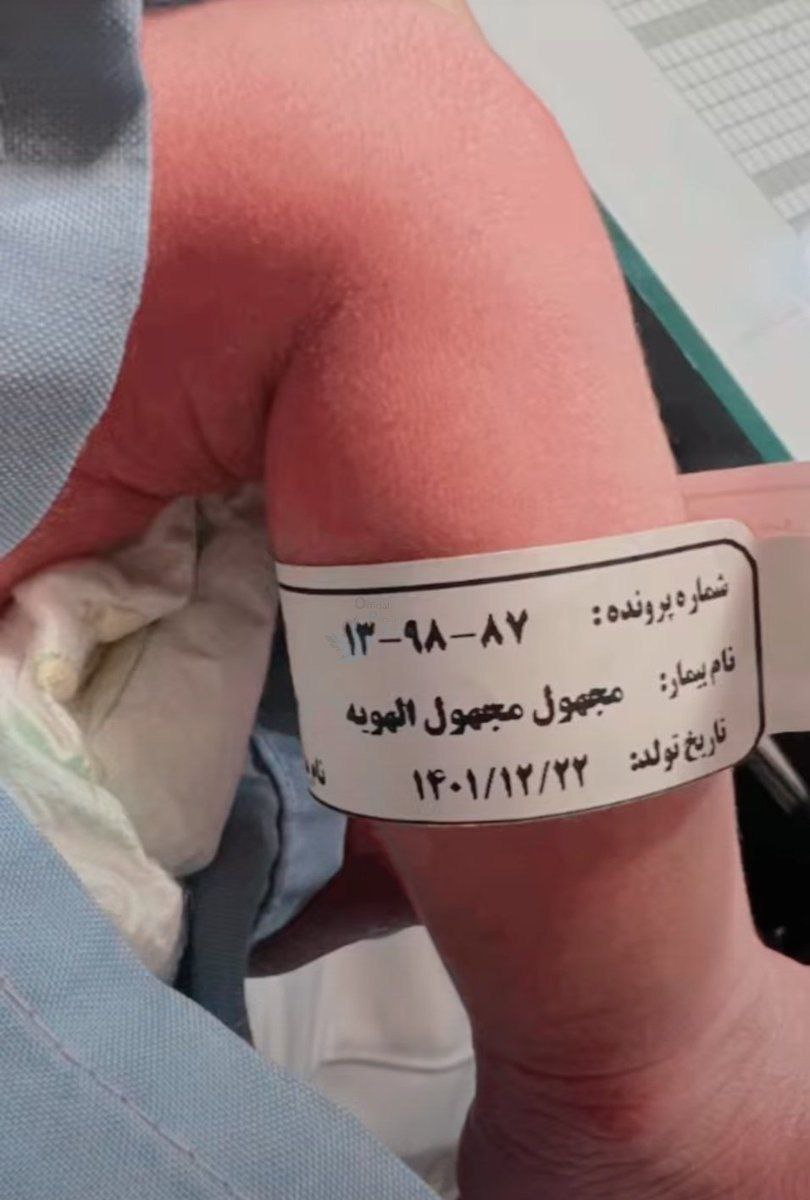 شماره پرونده: ۱۳-۹۸-۸۷
نام بیمار: مجهول مجهول الهویه
تاریخ تولد: ۱۴۰۱/۱۲/۲۲